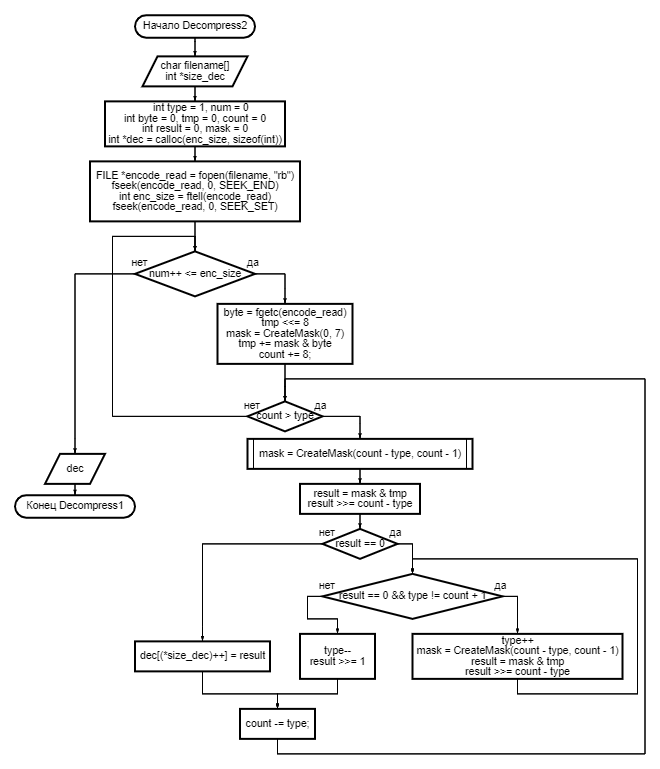 Начало Decompress2
char filename[]
int *size_dec
int type = 1, num = 0
int byte = 0, tmp = 0, count = 0
int result = 0, mask = 0
int *dec = calloc(enc_size, sizeof(int))
FILE *encode_read = fopen(filename, "rb")
fseek(encode_read, 0, SEEK_END)
int enc_size = ftell(encode_read)
fseek(encode_read, 0, SEEK_SET)
нет
да
num++ <= enc_size
byte = fgetc(encode_read)
tmp <<= 8
mask = CreateMask(0, 7)
tmp += mask & byte
count += 8;
нет
да
count > type
mask = CreateMask(count - type, count - 1)
dec
Конец Decompress1
result = mask & tmp
result >>= count - type
нет
да
result == 0
нет
да
result == 0 && type != count + 1
dec[(*size_dec)++] = result
type--
result >>= 1
type++
mask = CreateMask(count - type, count - 1)
result = mask & tmp
result >>= count - type
count -= type;